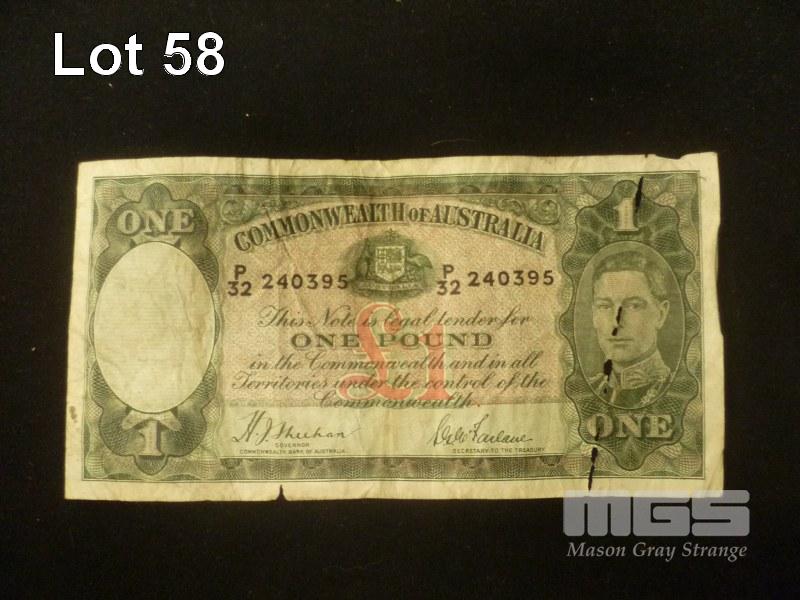 Lot 58
ONE
COMMONWEALTH OF AUSTRALIA
1
P/32 240395 P/32 240395
This Note is legal tender for
ONE POUND
in the Commonwealth and in all
Territories under the control of the
Commonwealth.
£1
1
H.J. Sheehan
GOVERNOR
COMMONWEALTH BANK OF AUSTRALIA
SECRETARY TO THE TREASURY
ONE
MGS
Mason Gray Strange